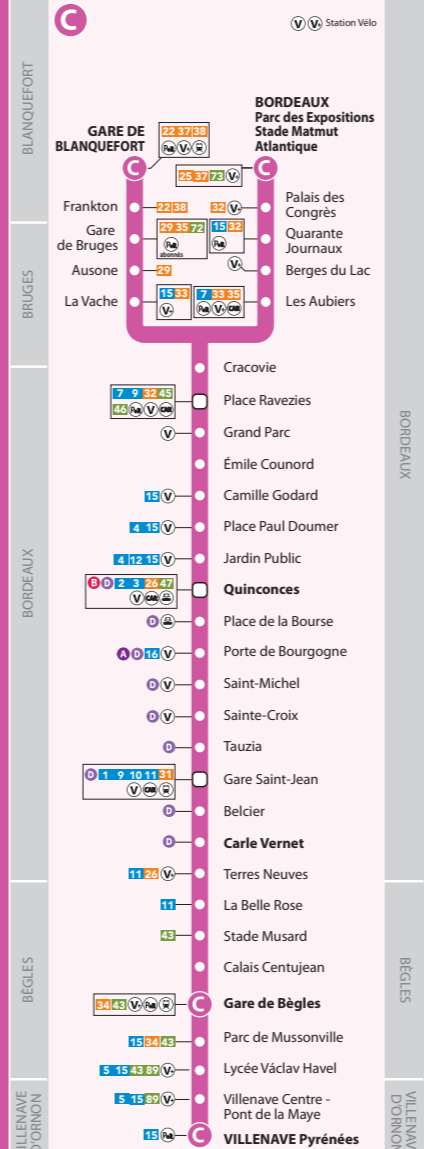 C
V V+ Station Vélo
BLANQUEFORT
GARE DE
BLANQUEFORT
22 37 38
P+R V+
BORDEAUX
Parc des Expositions
Stade Matmut
Atlantique
C
C
25 37 73 V+
Frankton
22 38
32 V+
Palais des
Congrès
Gare
de Bruges
29 35 72
P+R
abonnés
15 32
P+R
Quarante
Journaux
BRUGES
Ausone
29
V+
Berges du Lac
La Vache
15 33
V+
7 33 35
P+R V+ CAR
Les Aubiers
Cracovie
7 9 32 45
46 P+R V CAR
Place Ravezies
BORDEAUX
V
Grand Parc
Émile Counord
15 V
Camille Godard
4 15 V
Place Paul Doumer
BORDEAUX
4 12 15 V
Jardin Public
B D 2 3 26 47
V CAR
Quinconces
D
Place de la Bourse
A D 16 V
Porte de Bourgogne
D V
Saint-Michel
D V
Sainte-Croix
D
Tauzia
D 1 9 10 11 31
V CAR
Gare Saint-Jean
D
Belcier
D
Carle Vernet
11 26 V+
Terres Neuves
11
La Belle Rose
43
Stade Musard
BÈGLES
BÈGLES
Calais Centujean
34 43 V+ P+R
C
Gare de Bègles
15 34 43
Parc de Mussonville
5 15 43 89 V+
Lycée Václav Havel
5 15 89 V+
Villenave Centre -
Pont de la Maye
15 P+R
C
VILLENAVE Pyrénées
ILLENAVE
D'ORNON
VILLENAV
D'ORNON